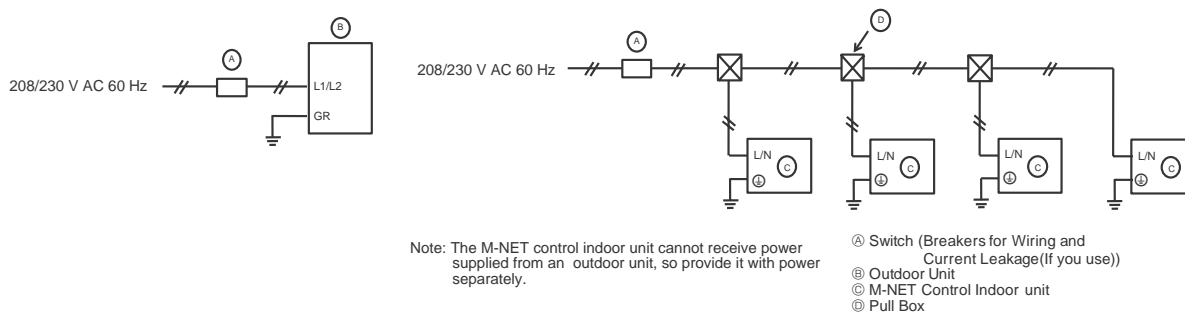 Ⓑ
Ⓐ
208/230 V AC 60 Hz
L1/L2
GR
Ⓐ
Ⓓ
208/230 V AC 60 Hz
L/N
Ⓒ
L/N
Ⓒ
L/N
Ⓒ
L/N
Ⓒ
Note: The M-NET control indoor unit cannot receive power
supplied from an outdoor unit, so provide it with power
separately.
Ⓐ Switch (Breakers for Wiring and
Current Leakage(If you use))
Ⓑ Outdoor Unit
Ⓒ M-NET Control Indoor unit
Ⓓ Pull Box